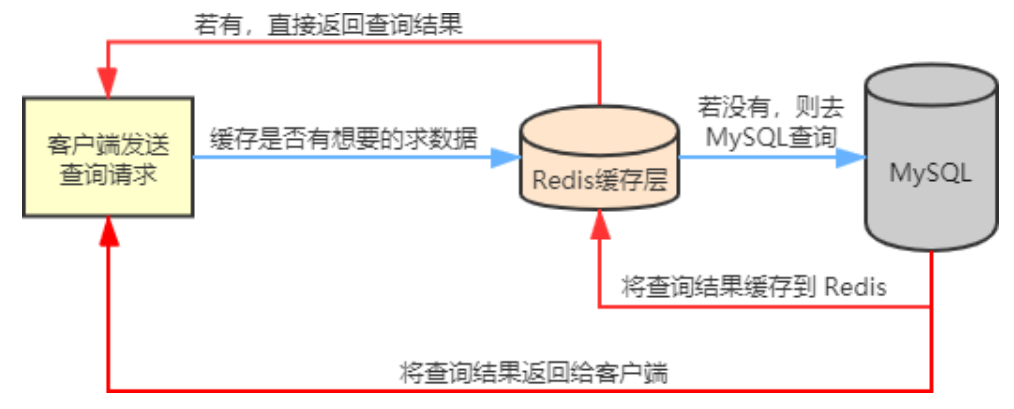 若有，直接返回查询结果
客户端发送
查询请求
缓存是否有想要的求数据
Redis缓存层
若没有，则去
MySQL查询
MySQL
将查询结果缓存到 Redis
将查询结果返回给客户端